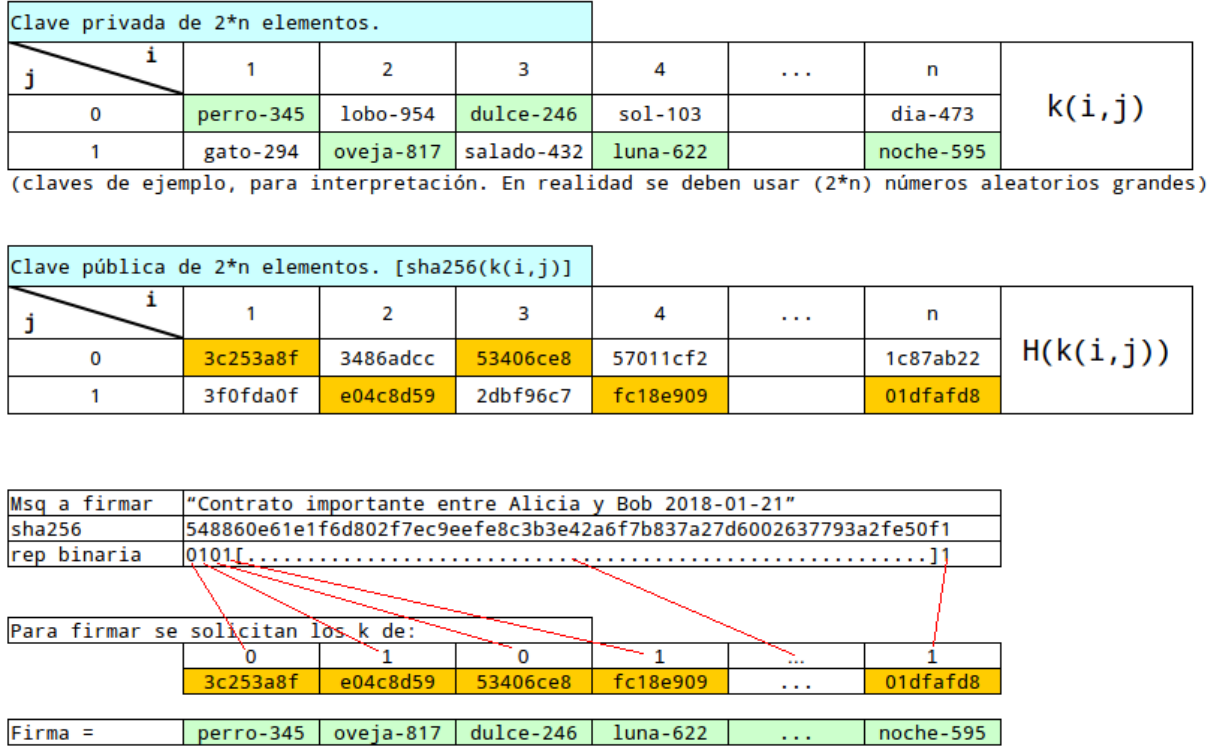 Clave privada de 2*n elementos.
i
j
1 2 3 4 ... n
k(i,j)
0 perro-345 lobo-954 dulce-246 sol-103 dia-473
1 gato-294 oveja-817 salado-432 luna-622 noche-595
(claves de ejemplo, para interpretación. En realidad se deben usar (2*n) números aleatorios grandes)
Clave pública de 2*n elementos. [sha256(k(i,j)]
i
j
1 2 3 4 ... n
H(k(i,j))
0 3c253a8f 3486adcc 53406ce8 57011cf2 1c87ab22
1 3f0fda0f e04c8d59 2dbf96c7 fc18e909 01dfafd8
Msq a firmar “Contrato importante entre Alicia y Bob 2018-01-21”
sha256 548860e61e1f6d802f7ec9eefe8c3b3e42a6f7b837a27d6002637793a2fe50f1
rep binaria 0101[.........................................................]1
Para firmar se solicitan los k de:
0 1 0 1 ... 1
3c253a8f e04c8d59 53406ce8 fc18e909 ... 01dfafd8
Firma = perro-345 oveja-817 dulce-246 luna-622 ... noche-595